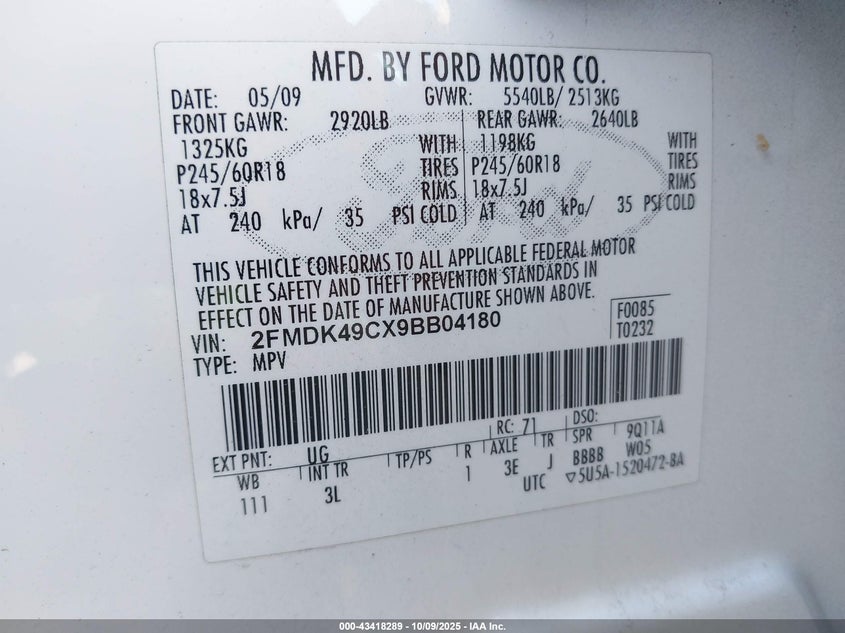 MFD. BY FORD MOTOR CO.
DATE: 05/09 GVWR: 5540LB/ 2513KG
FRONT GAWR: 2920LB REAR GAWR: 2640LB
1325KG WITH 1198KG WITH
P245/60R18 TIRES P245/60R18 TIRES
18x7.5J RIMS 18x7.5J RIMS
AT 240 kPa/ 35 PSI COLD AT 240 kPa/ 35 PSI COLD
THIS VEHICLE CONFORMS TO ALL APPLICABLE FEDERAL MOTOR
VEHICLE SAFETY AND THEFT PREVENTION STANDARDS IN
EFFECT ON THE DATE OF MANUFACTURE SHOWN ABOVE.
VIN: 2FMDK49CX9BB04180 F0085
TYPE: MPV T0232
RC: 71 DSO:
EXT PNT: UG 9Q11A
WB INT TR TP/PS R AXLE TR SPR W05
111 3L 1 3E J BBBB
UTC ▽5U5A-1520472-BA
Ford
000-43418289 - 10/09/2025 - IAA Inc.